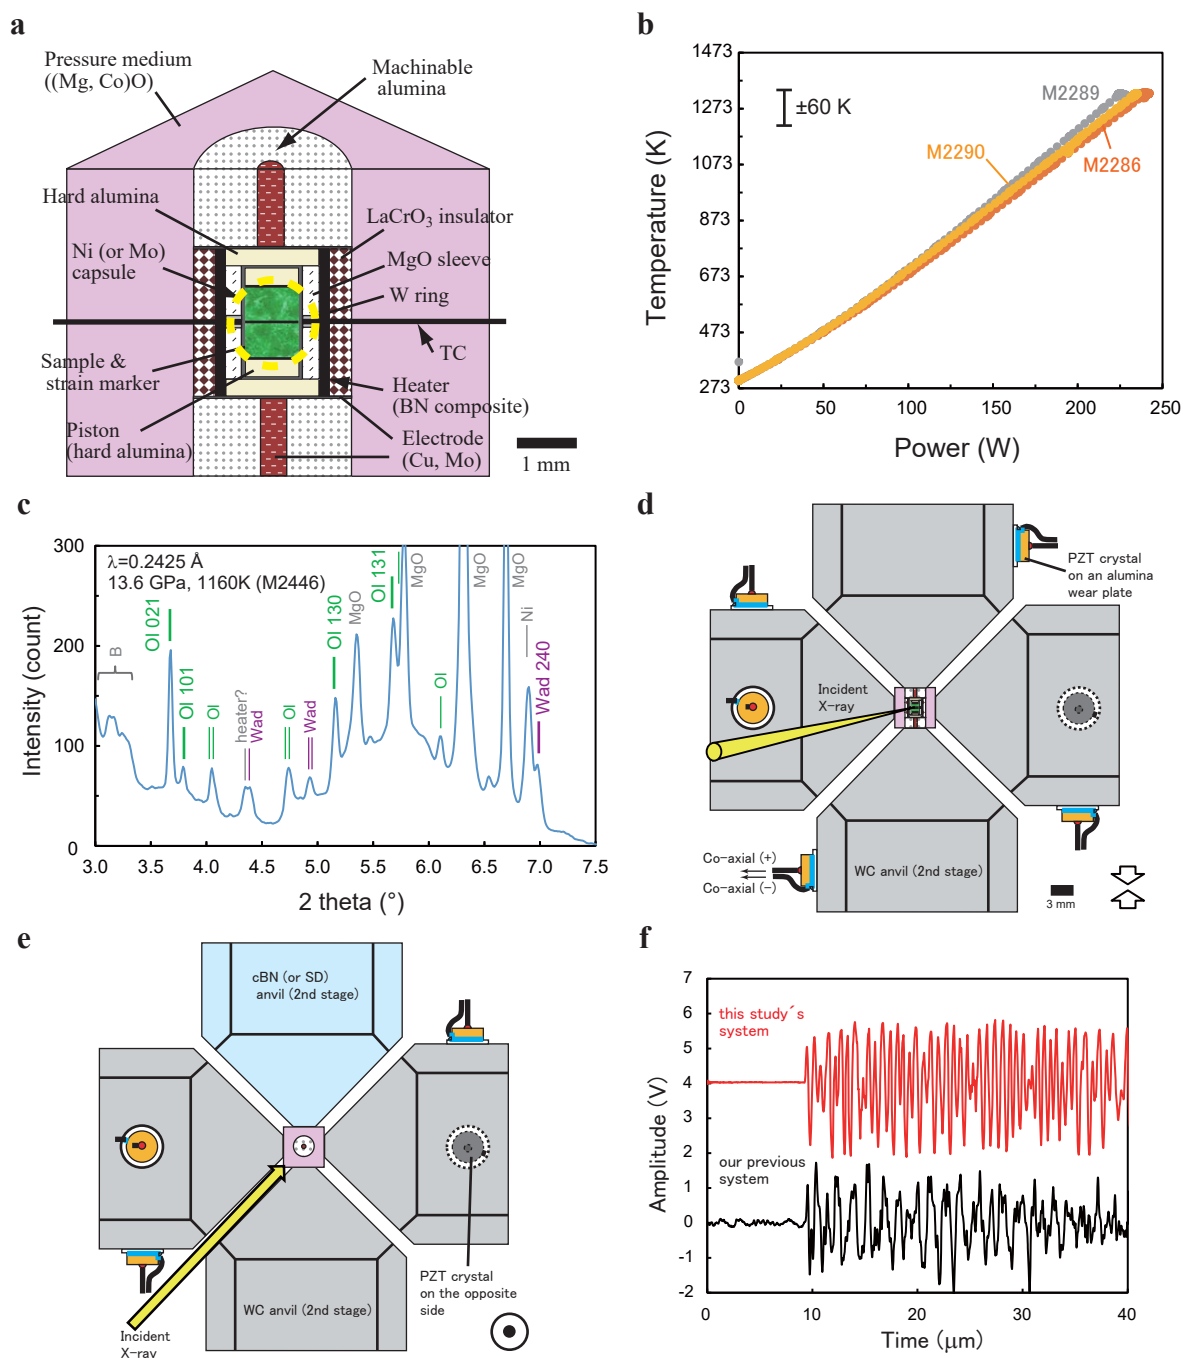 a
Pressure medium
((Mg, Co)O)
Machinable
alumina
Hard alumina
LaCrO3 insulator
Ni (or Mo)
capsule
MgO sleeve
W ring
TC
Sample &
strain marker
Heater
(BN composite)
Piston
(hard alumina)
Electrode
(Cu, Mo)
1 mm
b
1473
1273
1073
873
673
473
273
Temperature (K)
±60 K
M2289
M2290
M2286
0
50
100
150
200
250
Power (W)
c
300
200
100
0
Intensity (count)
λ=0.2425 Å
13.6 GPa, 1160K (M2446)
B
Ol 021
Ol 101
Ol
heater?
Wad
Ol
Wad
Ol 130
MgO
Ol 131
MgO
Ol
MgO
MgO
Ni
Wad 240
3.0
3.5
4.0
4.5
5.0
5.5
6.0
6.5
7.0
7.5
2 theta (°)
d
PZT crystal
on an alumina
wear plate
Incident
X-ray
Co-axial (+)
Co-axial (-)
WC anvil (2nd stage)
3 mm
e
cBN (or SD)
anvil (2nd stage)
WC anvil (2nd stage)
PZT crystal
on the opposite
side
Incident
X-ray
f
7
6
5
4
3
2
1
0
-1
-2
Amplitude (V)
this study´s
system
our previous
system
0
10
20
30
40
Time (μm)